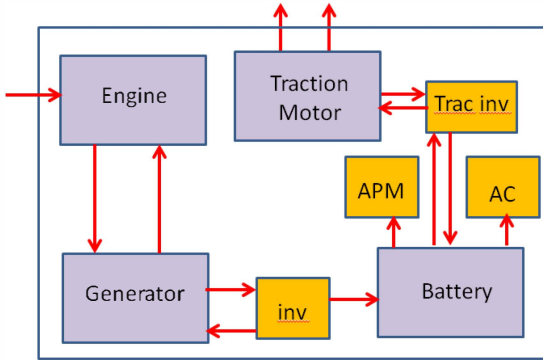 Engine
Traction
Motor
Trac inv
APM
AC
Generator
inv
Battery